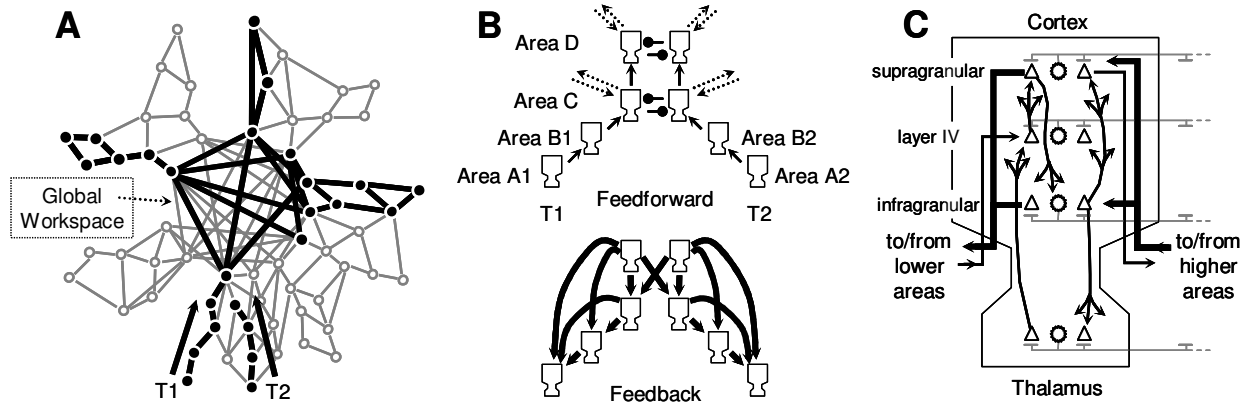 A
Global
Workspace
T1
T2
B
Area D
Area C
Area B1
Area B2
Area A1
Area A2
Feedforward
T1
T2
Feedback
C
Cortex
supragranular
layer IV
infragranular
to/from
lower
areas
to/from
higher
areas
Thalamus